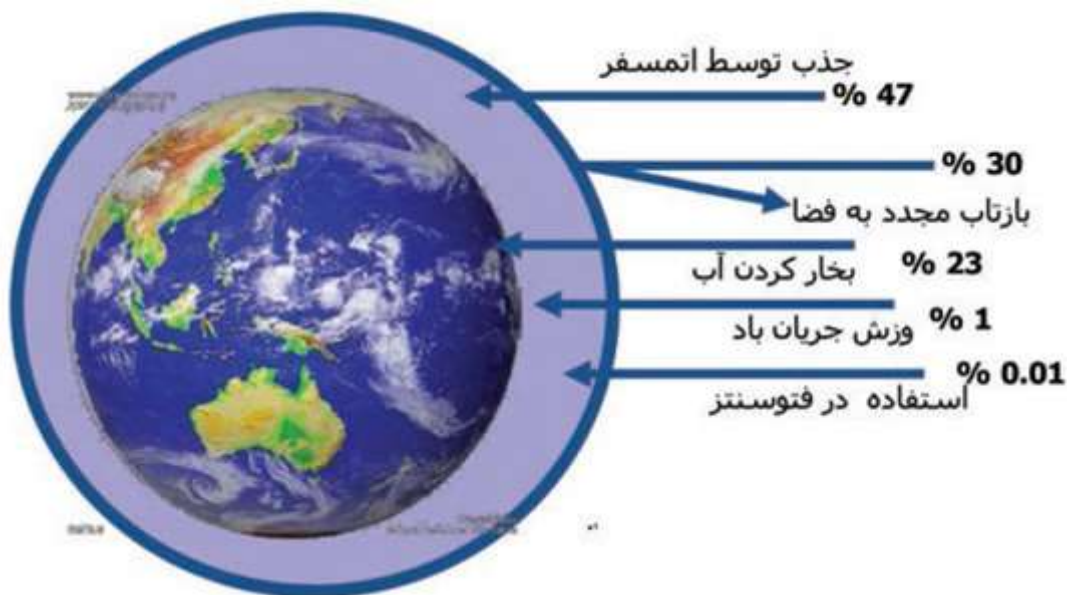 جذب توسط اتمسفر
% 47
% 30
بازتاب مجدد به فضا
% 23
بخار کردن آب
% 1
وزش جریان باد
% 0.01
استفاده در فتوسنتز